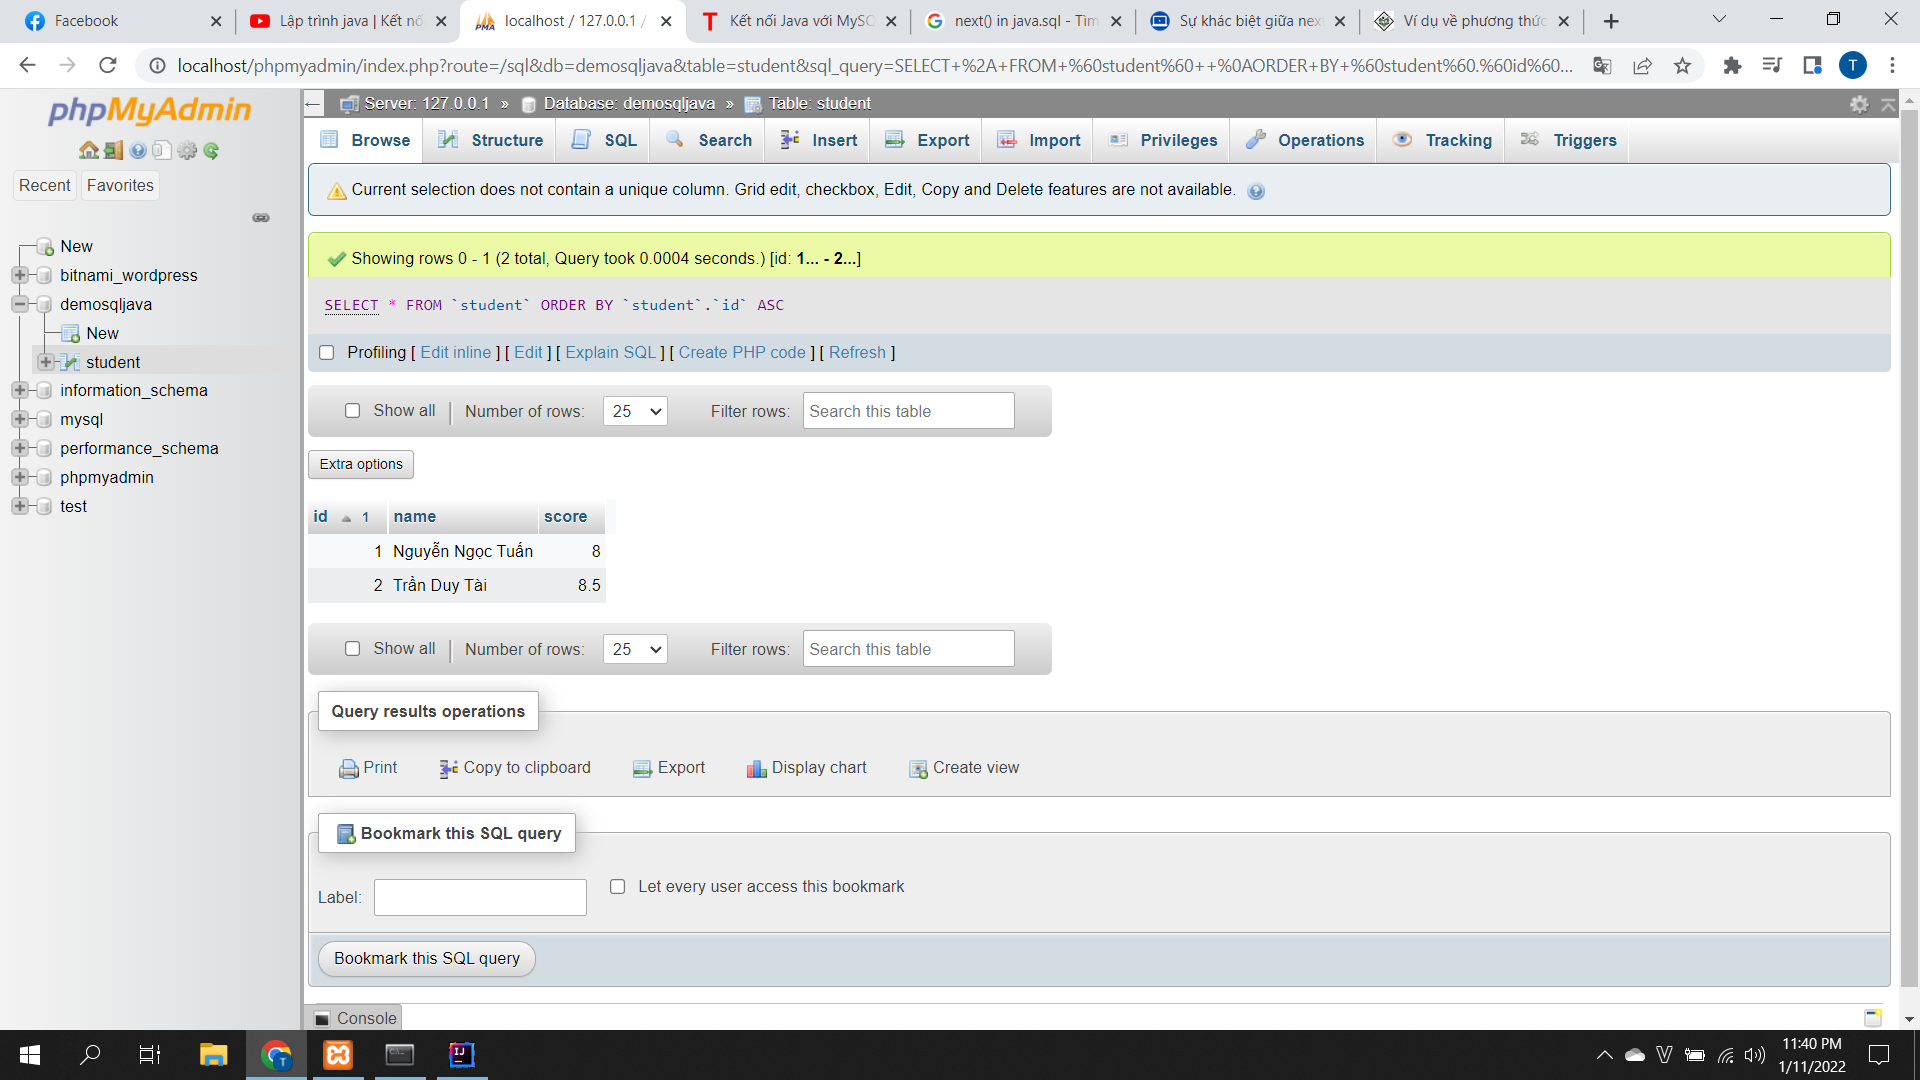 Facebook
Lập trình java | Kết nố
localhost / 127.0.0.1 /
Kết nối Java với MySQ
next() in java.sql - Tìm
Sự khác biệt giữa nex
Ví dụ về phương thức
localhost/phpmyadmin/index.php?route=/sql&db=demosqljava&table=student&sql_query=SELECT+%2A+FROM+%60student%60++%0AORDER+BY+%60student%60.%60id%60...
T
phpMyAdmin
Recent
Favorites
New
bitnami_wordpress
demosqljava
New
student
information_schema
mysql
performance_schema
phpmyadmin
test
Server: 127.0.0.1 » Database: demosqljava » Table: student
Browse
Structure
SQL
Search
Insert
Export
Import
Privileges
Operations
Tracking
Triggers
Current selection does not contain a unique column. Grid edit, checkbox, Edit, Copy and Delete features are not available.
Showing rows 0 - 1 (2 total, Query took 0.0004 seconds.) [id: 1... - 2...]
SELECT * FROM `student` ORDER BY `student`.`id` ASC
Profiling [ Edit inline ] [ Edit ] [ Explain SQL ] [ Create PHP code ] [ Refresh ]
Show all
Number of rows: 25
Filter rows: Search this table
Extra options
id 1 name score
1 Nguyễn Ngọc Tuấn 8
2 Trần Duy Tài 8.5
Show all
Number of rows: 25
Filter rows: Search this table
Query results operations
Print
Copy to clipboard
Export
Display chart
Create view
Bookmark this SQL query
Label:
Let every user access this bookmark
Bookmark this SQL query
Console
11:40 PM
1/11/2022